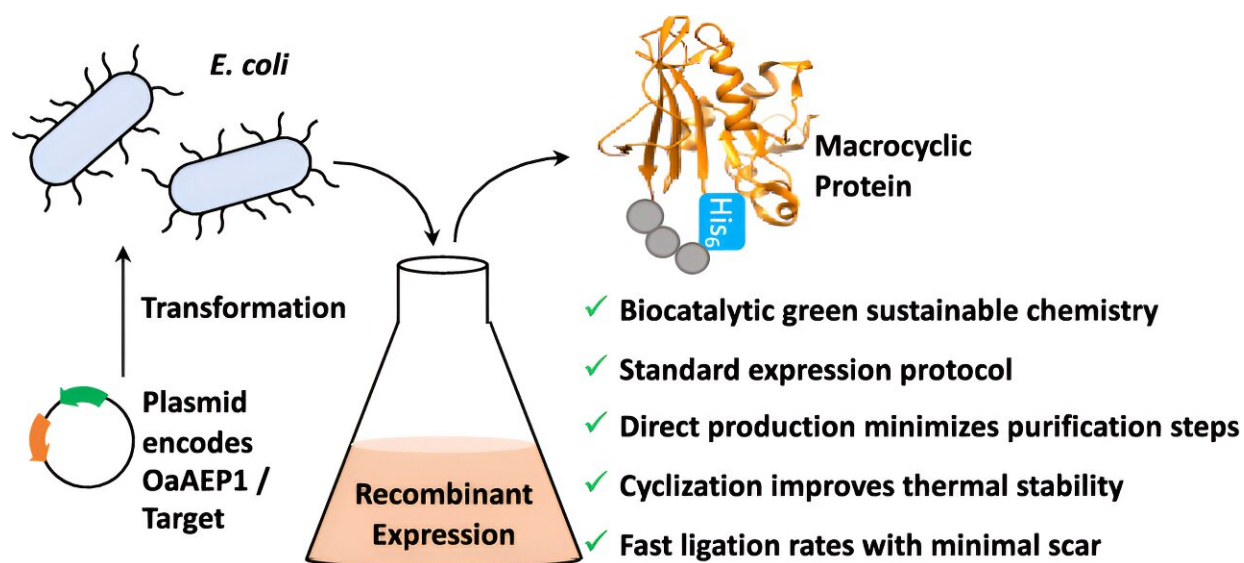 E. coli
Transformation
Plasmid
encodes
OaAEP1 /
Target
Recombinant
Expression
His6
Macrocyclic
Protein
✓ Biocatalytic green sustainable chemistry
✓ Standard expression protocol
✓ Direct production minimizes purification steps
✓ Cyclization improves thermal stability
✓ Fast ligation rates with minimal scar